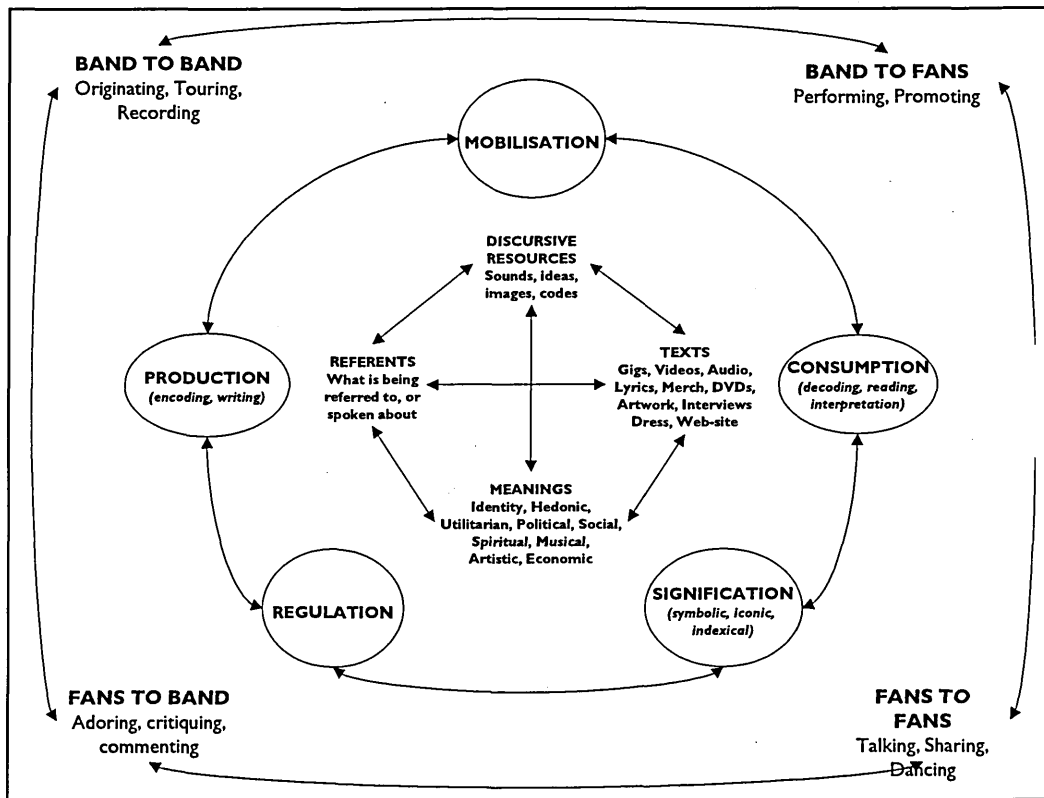 BAND TO BAND
Originating, Touring,
Recording
BAND TO FANS
Performing, Promoting
MOBILISATION
DISCURSIVE
RESOURCES
Sounds, ideas,
images, codes
PRODUCTION
(encoding, writing)
REFERENTS
What is being
referred to, or
spoken about
TEXTS
Gigs, Videos, Audio,
Lyrics, Merch, DVDs,
Artwork, Interviews
Dress, Web-site
CONSUMPTION
(decoding, reading,
interpretation)
MEANINGS
Identity, Hedonic,
Utilitarian, Political, Social,
Spiritual, Musical,
Artistic, Economic
REGULATION
SIGNIFICATION
(symbolic, iconic,
indexical)
FANS TO BAND
Adoring, critiquing,
commenting
FANS TO
FANS
Talking, Sharing,
Dancing